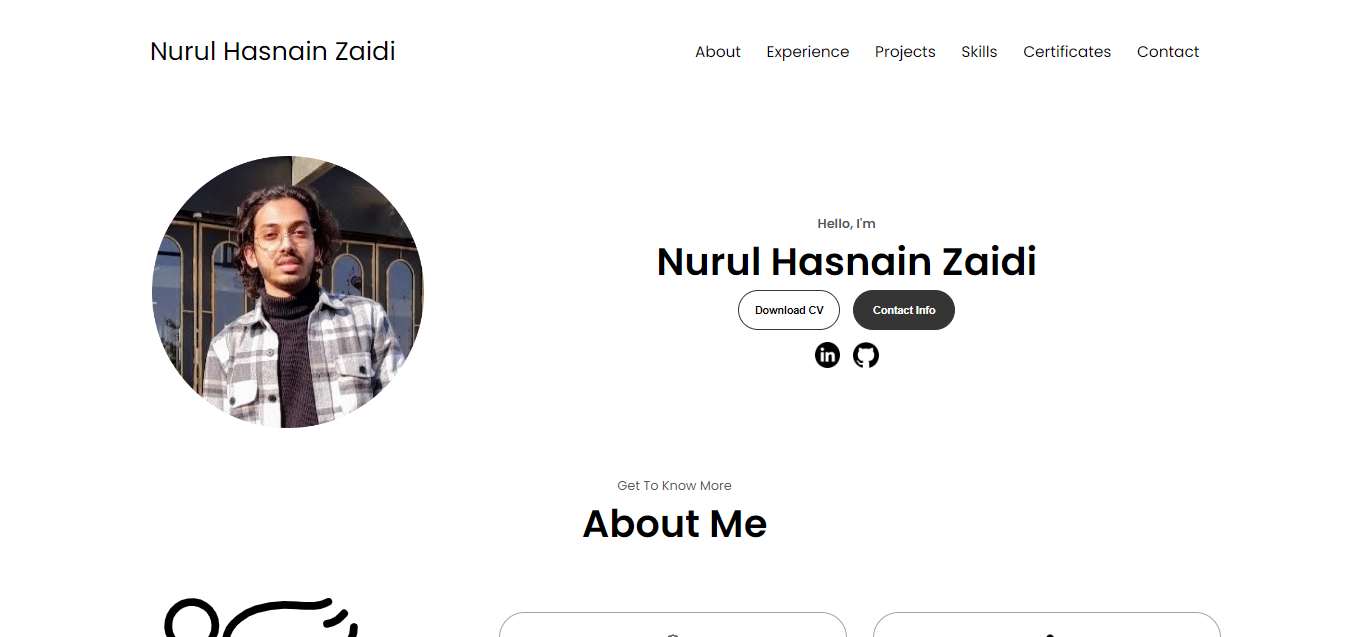 Nurul Hasnain Zaidi
About Experience Projects Skills Certificates Contact
Hello, I'm
Nurul Hasnain Zaidi
Download CV Contact Info
in
Get To Know More
About Me